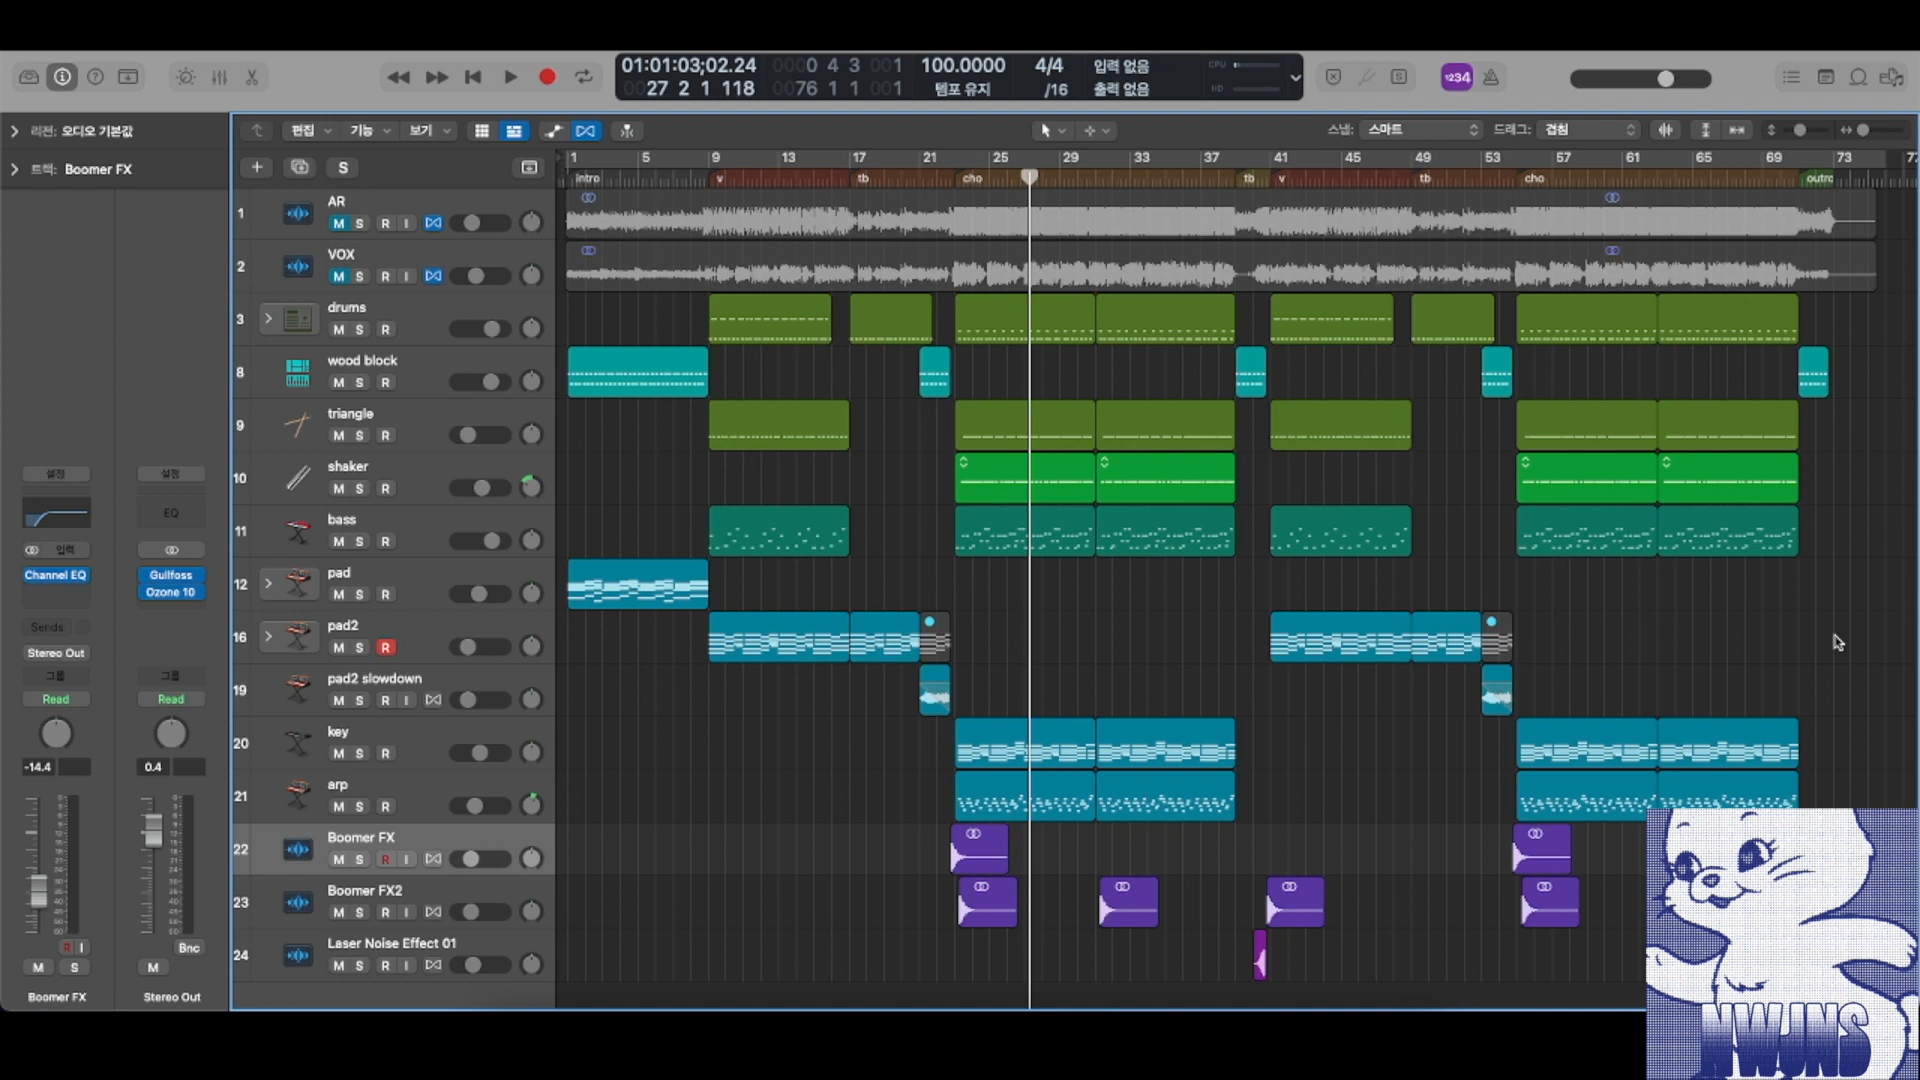 01:01:03;02.24
0000 4 3 001
100.0000
4/4
입력 없음
CPU
1234
0027 2 1 118
0076 1 1 001
템포 유지
/16
출력 없음
HD
리전: 오디오 기본값
편집
기능
보기
스냅: 스마트
드래그: 겹침
트랙: Boomer FX
S
1 5 9 13 17 21 25 29 33 37 41 45 49 53 57 61 65 69 73 77
intro v tb cho tb v tb cho outro
1 AR
M S R I
2 VOX
M S R I
3 drums
M S R
8 wood block
M S R
9 triangle
M S R
10 shaker
M S R
11 bass
M S R
12 pad
M S R
16 pad2
M S R
19 pad2 slowdown
M S R I
20 key
M S R
21 arp
M S R
22 Boomer FX
M S R I
23 Boomer FX2
M S R I
24 Laser Noise Effect 01
M S R I
설정 설정
EQ
입력
Channel EQ Gullfoss
Ozone 10
Sends
Stereo Out
그룹 그룹
Read Read
-14.4 0.4
R I Bnc
M S M
Boomer FX Stereo Out
NWJNS